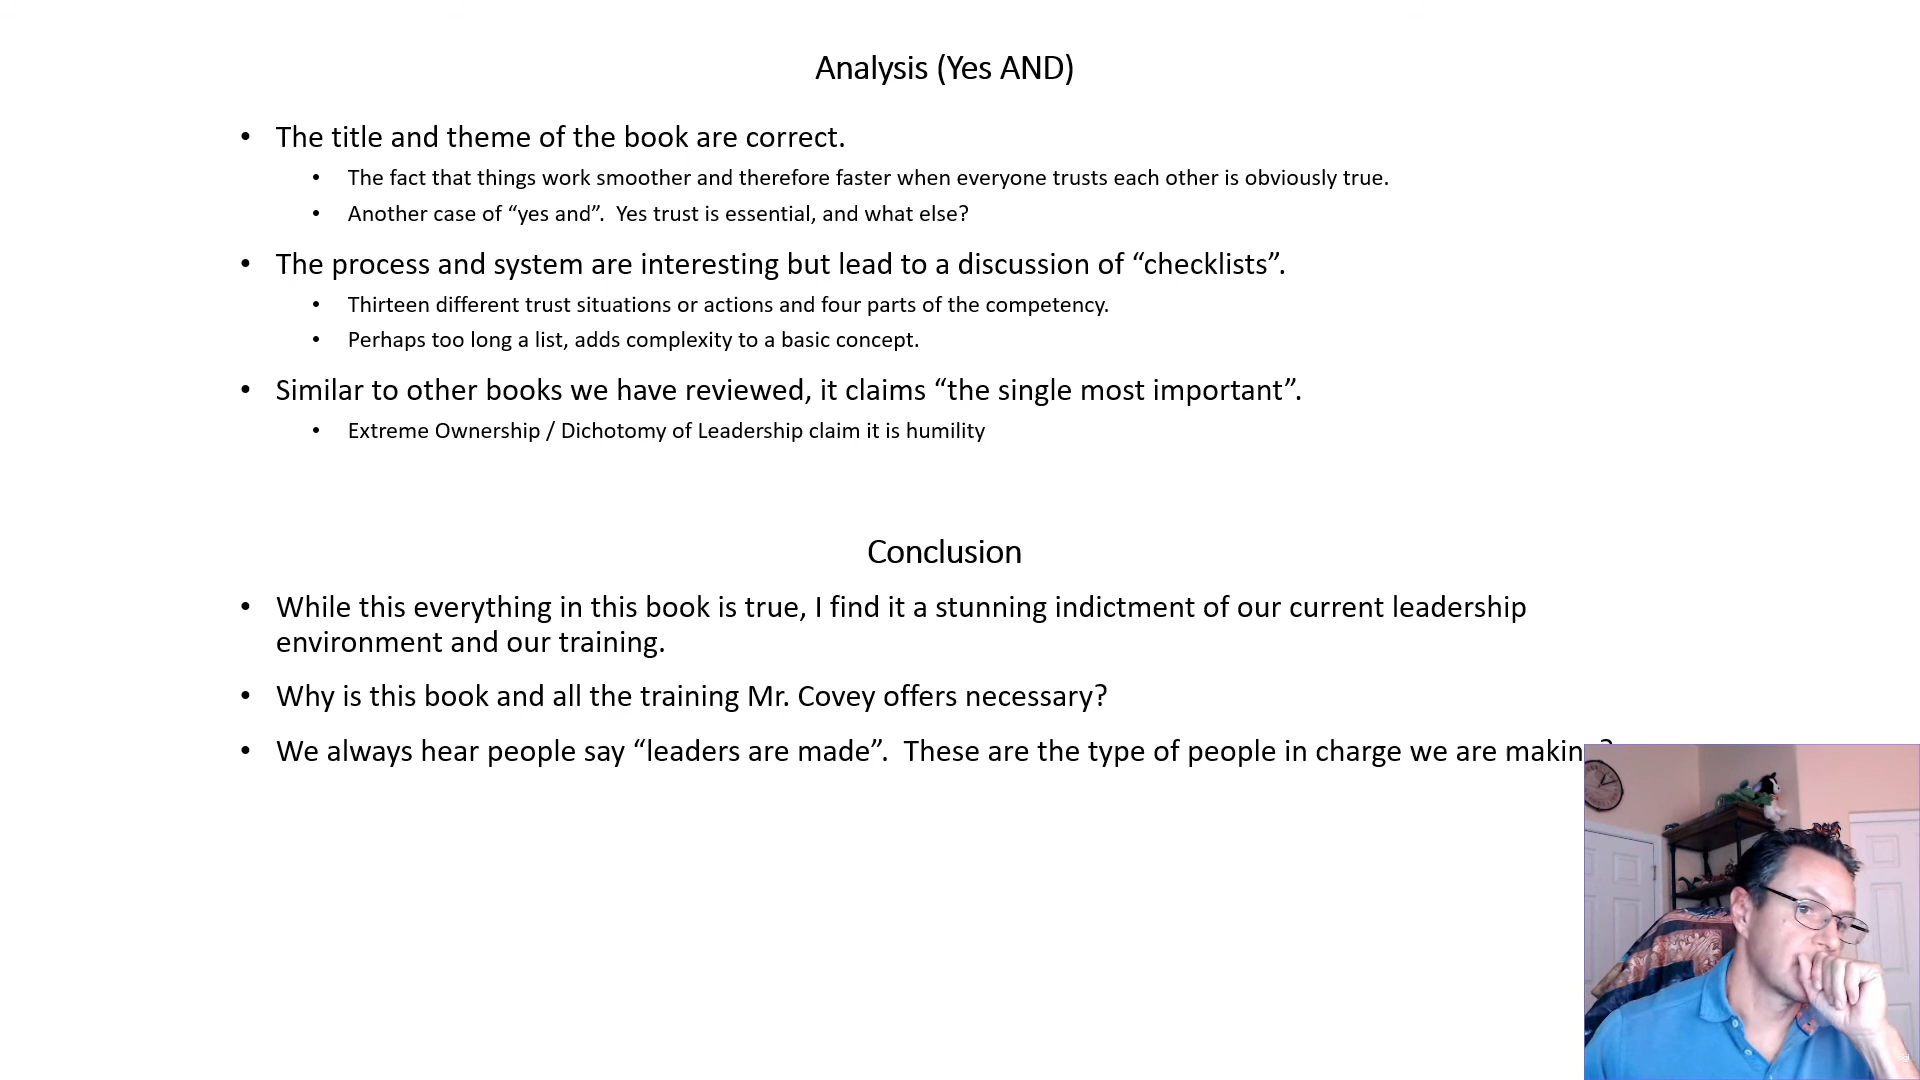 Analysis (Yes AND)
• The title and theme of the book are correct.
• The fact that things work smoother and therefore faster when everyone trusts each other is obviously true.
• Another case of “yes and”.  Yes trust is essential, and what else?
• The process and system are interesting but lead to a discussion of “checklists”.
• Thirteen different trust situations or actions and four parts of the competency.
• Perhaps too long a list, adds complexity to a basic concept.
• Similar to other books we have reviewed, it claims “the single most important”.
• Extreme Ownership / Dichotomy of Leadership claim it is humility
Conclusion
• While this everything in this book is true, I find it a stunning indictment of our current leadership
environment and our training.
• Why is this book and all the training Mr. Covey offers necessary?
• We always hear people say “leaders are made”.  These are the type of people in charge we are